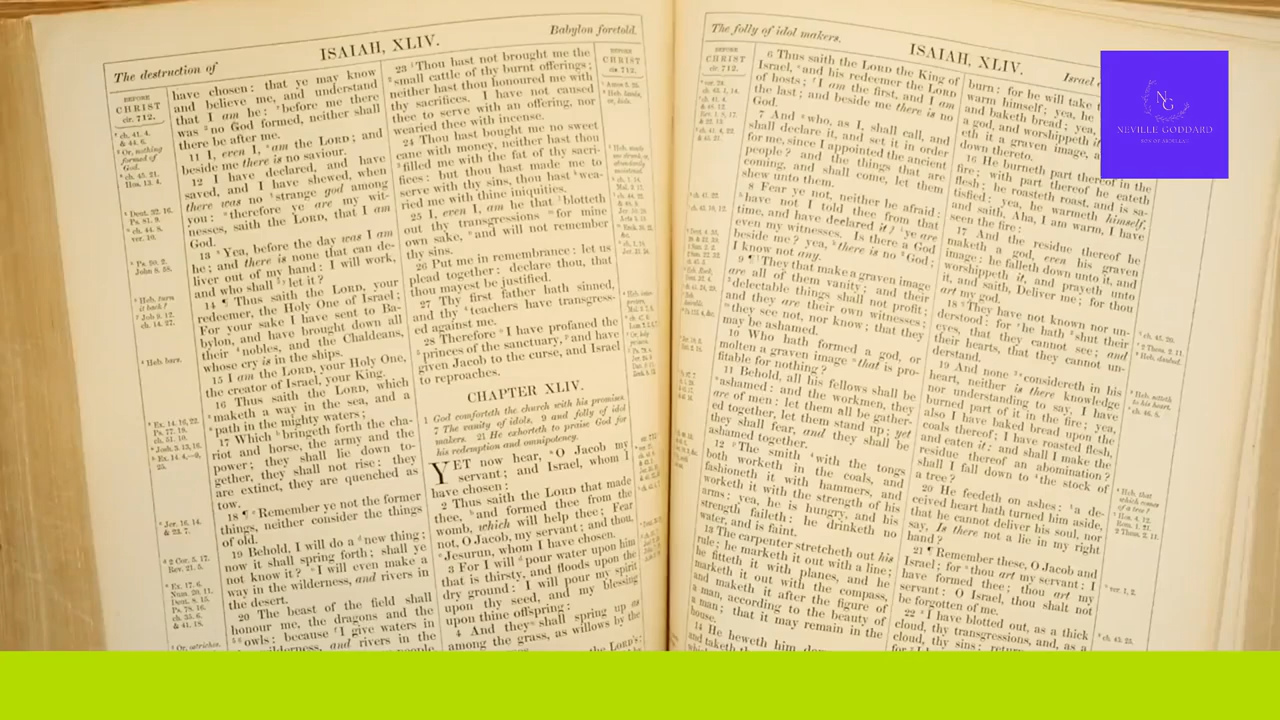 The destruction of
ISAIAH, XLIV.
Babylon foretold.
BEFORE
CHRIST
cir. 712.
have chosen: that ye may know
and believe me, and understand
that I am he: before me there
was no God formed, neither shall
there be after me.
11 I, even I, am the LORD; and
beside me there is no saviour.
12 I have declared, and have
saved, and I have shewed, when
there was no strange god among
you: therefore ye are my wit-
nesses, saith the LORD, that I am
God.
13 Yea, before the day was I am
he; and there is none that can de-
liver out of my hand: I will work,
and who shall let it?
14 ¶ Thus saith the LORD, your
redeemer, the Holy One of Israel;
For your sake I have sent to Ba-
bylon, and have brought down all
their nobles, and the Chaldeans,
whose cry is in the ships.
15 I am the LORD, your Holy One,
the creator of Israel, your King.
16 Thus saith the LORD, which
maketh a way in the sea, and a
path in the mighty waters;
17 Which bringeth forth the cha-
riot and horse, the army and the
power; they shall lie down to-
gether, they shall not rise: they
are extinct, they are quenched as
tow.
18 ¶ Remember ye not the former
things, neither consider the things
of old.
19 Behold, I will do a new thing;
now it shall spring forth; shall ye
not know it? I will even make a
way in the wilderness, and rivers in
the desert.
20 The beast of the field shall
honour me, the dragons and the
owls: because I give waters in
and rivers in the
23 Thou hast not brought me the
small cattle of thy burnt offerings;
neither hast thou honoured me with
thy sacrifices. I have not caused
thee to serve with an offering, nor
wearied thee with incense.
24 Thou hast bought me no sweet
cane with money, neither hast thou
filled me with the fat of thy sacri-
fices: but thou hast made me to
serve with thy sins, thou hast wea-
ried me with thine iniquities.
25 I, even I, am he that blotteth
out thy transgressions for mine
own sake, and will not remember
thy sins.
26 Put me in remembrance: let us
plead together: declare thou, that
thou mayest be justified.
27 Thy first father hath sinned,
and thy teachers have transgress-
ed against me.
28 Therefore I have profaned the
princes of the sanctuary, and have
given Jacob to the curse, and Israel
to reproaches.
CHAPTER XLIV.
1 God comforteth the church with his promises.
7 The vanity of idols, 9 and folly of idol
makers. 21 He exhorteth to praise God for
his redemption and omnipotency.
YET now hear, O Jacob my
servant; and Israel, whom I
have chosen:
2 Thus saith the LORD that made
thee, and formed thee from the
womb, which will help thee; Fear
not, O Jacob, my servant; and thou,
Jesurun, whom I have chosen.
3 For I will pour water upon him
that is thirsty, and floods upon the
dry ground: I will pour my spirit
upon thy seed, and my blessing
upon thine offspring:
4 And they shall spring up as
among the grass, as willows by the
The folly of idol makers.
ISAIAH, XLIV.
Israel
BEFORE
CHRIST
cir. 712.
6 Thus saith the LORD the King of
Israel, and his redeemer the LORD
of hosts; I am the first, and I am
the last; and beside me there is no
God.
7 And who, as I, shall call, and
shall declare it, and set it in order
for me, since I appointed the ancient
people? and the things that are
coming, and shall come, let them
shew unto them.
8 Fear ye not, neither be afraid:
have not I told thee from that
time, and have declared it? ye are
even my witnesses. Is there a God
beside me? yea, there is no God;
I know not any.
9 ¶ They that make a graven image
are all of them vanity; and their
delectable things shall not profit;
and they are their own witnesses;
they see not, nor know; that they
may be ashamed.
10 Who hath formed a god, or
molten a graven image that is pro-
fitable for nothing?
11 Behold, all his fellows shall be
ashamed: and the workmen, they
are of men: let them all be gather-
ed together, let them stand up; yet
they shall fear, and they shall be
ashamed together.
12 The smith with the tongs
both worketh in the coals, and
fashioneth it with hammers, and
worketh it with the strength of his
arms: yea, he is hungry, and his
strength faileth: he drinketh no
water, and is faint.
13 The carpenter stretcheth out his
rule; he marketh it out with a line;
he fitteth it with planes, and he
marketh it out with the compass,
and maketh it after the figure of
a man, according to the beauty of
a man; that it may remain in the
house.
14 He heweth him down
and taketh the
burn: for he will take
warm himself; yea,
and baketh bread; yea,
a god, and worshippeth
eth it a graven image, a
down thereto.
16 He burneth part thereof in the
fire; with part thereof he eateth
flesh; he roasteth roast, and is sa-
tisfied: yea, he warmeth himself,
and saith, Aha, I am warm, I have
seen the fire:
17 And the residue thereof he
maketh a god, even his graven
image: he falleth down unto it, and
worshippeth it, and prayeth unto
it, and saith, Deliver me; for thou
art my god.
18 They have not known nor un-
derstood: for he hath shut their
eyes, that they cannot see; and
their hearts, that they cannot un-
derstand.
19 And none considereth in his
heart, neither is there knowledge
nor understanding to say, I have
burned part of it in the fire; yea,
also I have baked bread upon the
coals thereof; I have roasted flesh,
and eaten it: and shall I make the
residue thereof an abomination?
shall I fall down to the stock of
a tree?
20 He feedeth on ashes: a de-
ceived heart hath turned him aside,
that he cannot deliver his soul, nor
say, Is there not a lie in my right
hand?
21 ¶ Remember these, O Jacob and
Israel; for thou art my servant: I
have formed thee; thou art my
servant: O Israel, thou shalt not
be forgotten of me.
22 I have blotted out, as a thick
cloud, thy transgressions, and, as a
cloud, thy sins: return
NG
NEVILLE GODDARD